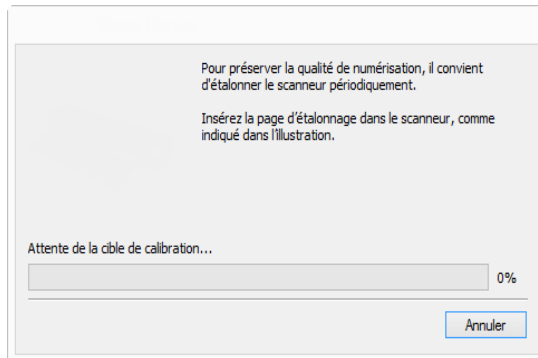 Pour préserver la qualité de numérisation, il convient
d'étalonner le scanneur périodiquement.
Insérez la page d'étalonnage dans le scanneur, comme
indiqué dans l'illustration.
Attente de la cible de calibration...
0%
Annuler